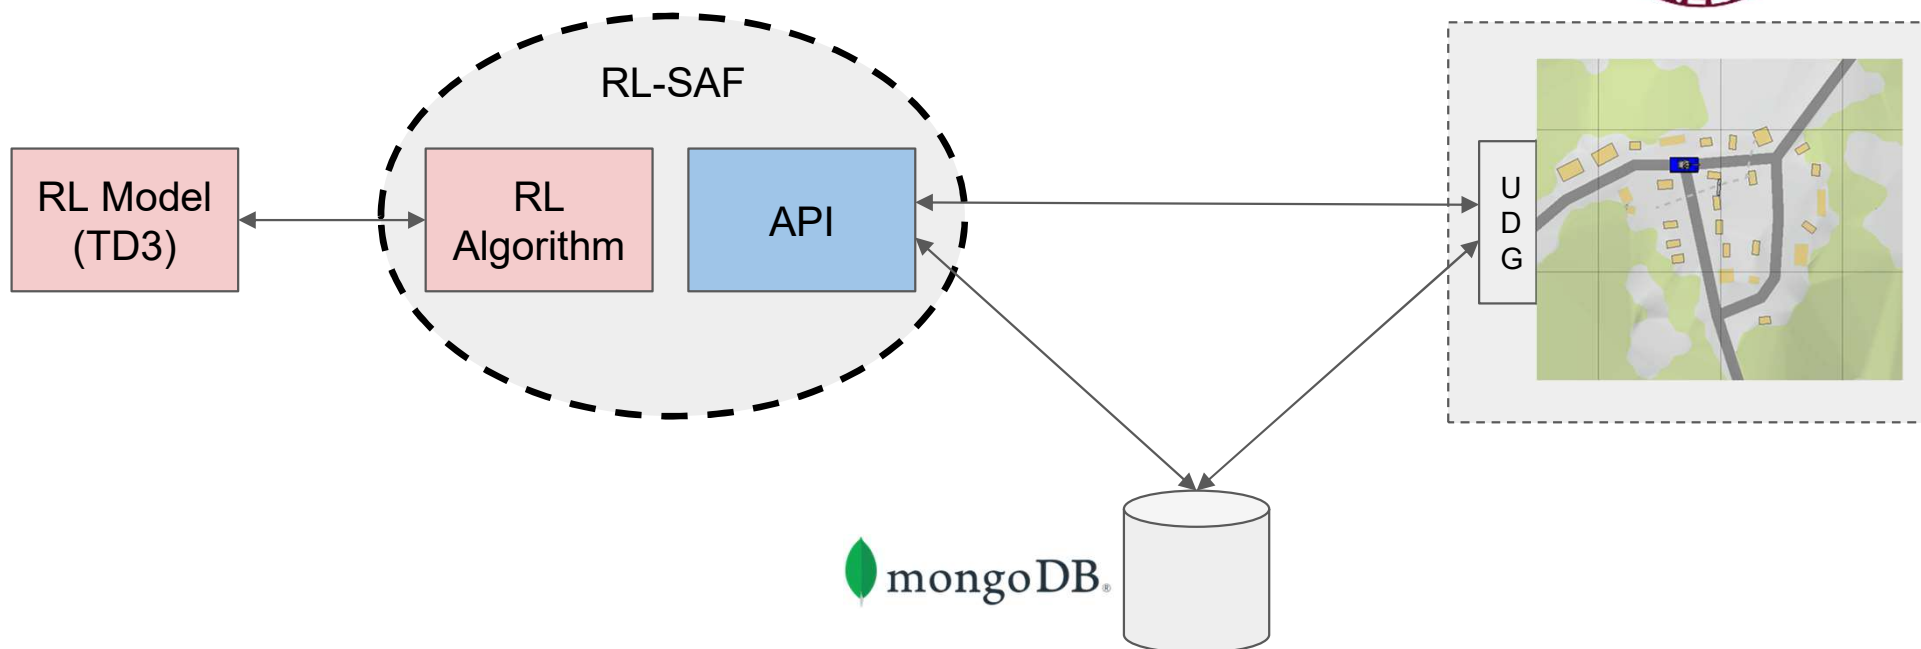 RL-SAF
RL Model
(TD3)
RL
Algorithm
API
U
D
G
mongoDB®